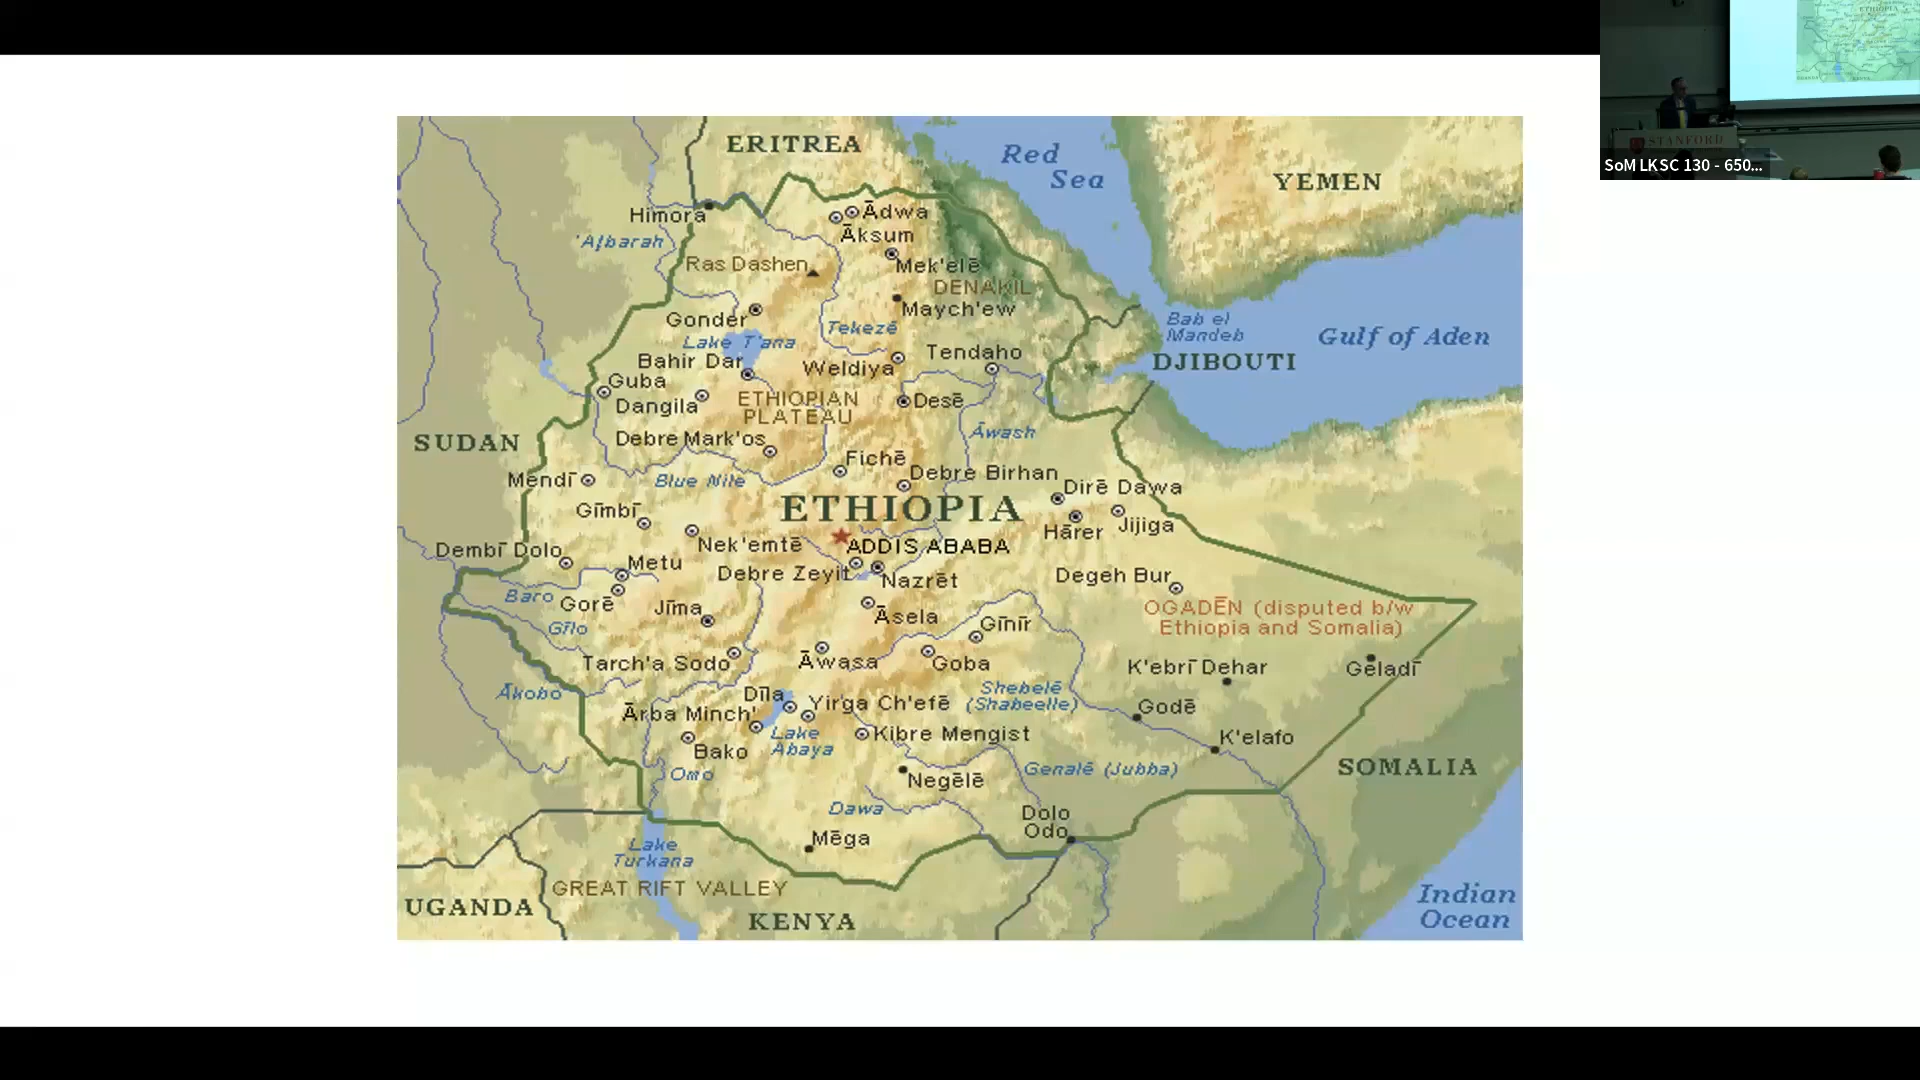 ERITREA
Red
Sea
YEMEN
Himora
'Aṭbarah
Ādwa
Āksum
Ras Dashen
Mek'elē
DENAKIL
Maych'ew
Gonder
Tekezē
Bab el
Mandeb
Gulf of Aden
Lake T'ana
Bahir Dar
Weldiya
Tendaho
DJIBOUTI
Guba
Dangila
ETHIOPIAN
PLATEAU
Desē
Āwash
SUDAN
Debre Mark'os
Fichē
Debre Birhan
Mendī
Blue Nile
Dirē Dawa
Gīmbī
ETHIOPIA
Hārer
Jijiga
Nek'emtē
ADDIS ABABA
Dembī Dolo
Metu
Debre Zeyit
Nazrēt
Degeh Bur
Baro
Gorē
Jīma
Āsela
OGADĒN (disputed b/w
Ethiopia and Somalia)
Gīlo
Gīnīr
Tarch'a Sodo
Āwasa
Goba
K'ebrī Dehar
Geladī
Ākobo
Dīla
Yirga Ch'efē
Shebelē
(Shabeelle)
Godē
Ārba Minch'
Lake
Abaya
Kibre Mengist
K'elafo
Bako
Omo
Negēlē
Genalē (Jubba)
SOMALIA
Dawa
Dolo
Odo
Mēga
Lake
Turkana
GREAT RIFT VALLEY
UGANDA
KENYA
Indian
Ocean
ETHIOPIA
STANFORD
SoM LKSC 130 - 650...